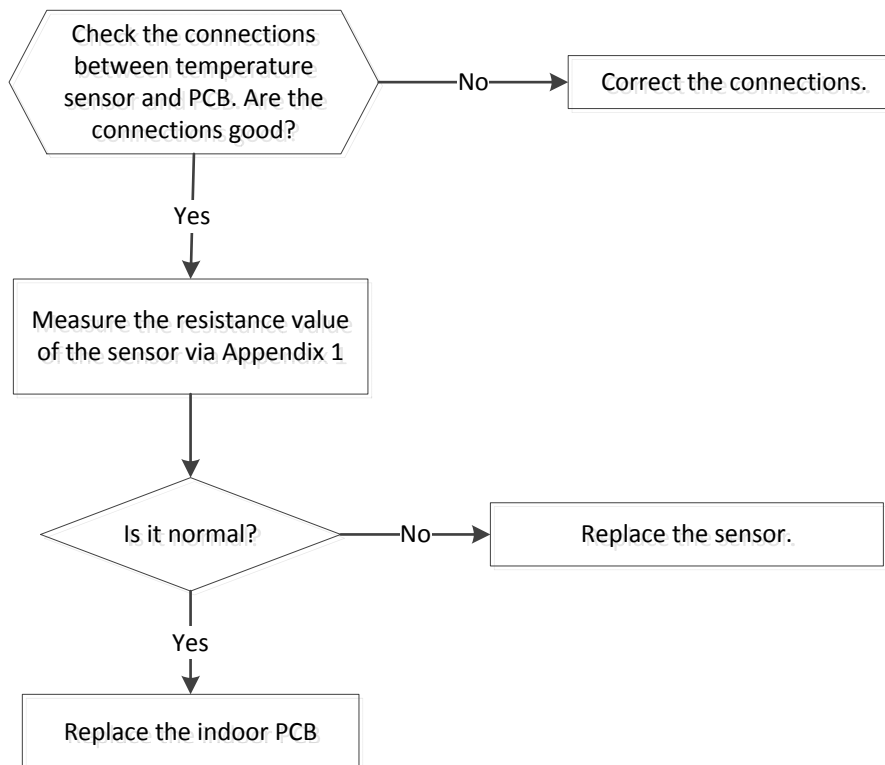 Check the connections
between temperature
sensor and PCB. Are the
connections good?
No
Correct the connections.
Yes
Measure the resistance value
of the sensor via Appendix 1
Is it normal?
No
Replace the sensor.
Yes
Replace the indoor PCB